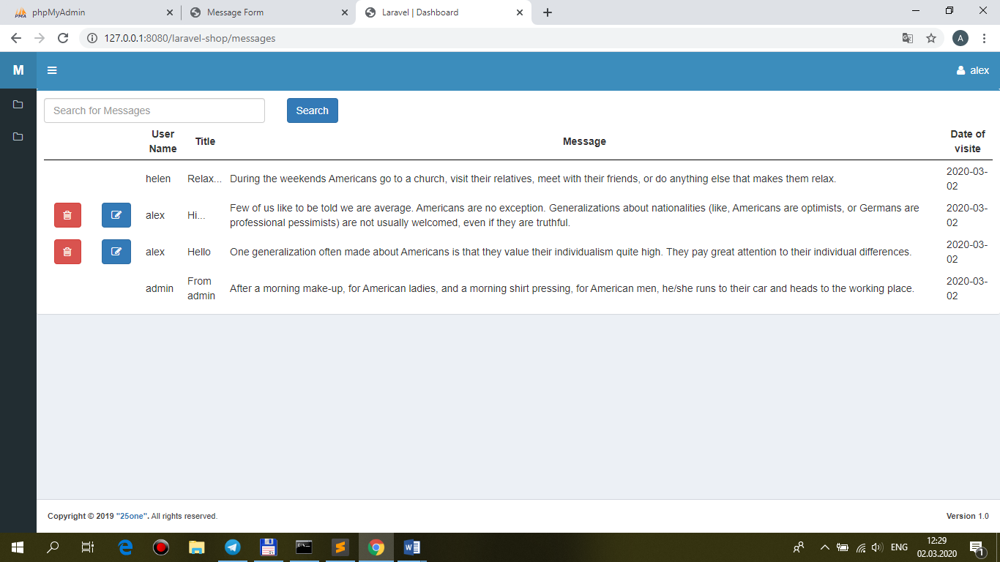 phpMyAdmin
Message Form
Laravel | Dashboard
127.0.0.1:8080/laravel-shop/messages
A
M
alex
Search for Messages
Search
User Name
Title
Message
Date of visite
helen
Relax...
During the weekends Americans go to a church, visit their relatives, meet with their friends, or do anything else that makes them relax.
2020-03-
02
alex
Hi...
Few of us like to be told we are average. Americans are no exception. Generalizations about nationalities (like, Americans are optimists, or Germans are
professional pessimists) are not usually welcomed, even if they are truthful.
2020-03-
02
alex
Hello
One generalization often made about Americans is that they value their individualism quite high. They pay great attention to their individual differences.
2020-03-
02
admin
From
admin
After a morning make-up, for American ladies, and a morning shirt pressing, for American men, he/she runs to their car and heads to the working place.
2020-03-
02
Copyright © 2019 "25one". All rights reserved.
Version 1.0
ENG
12:29
02.03.2020
1